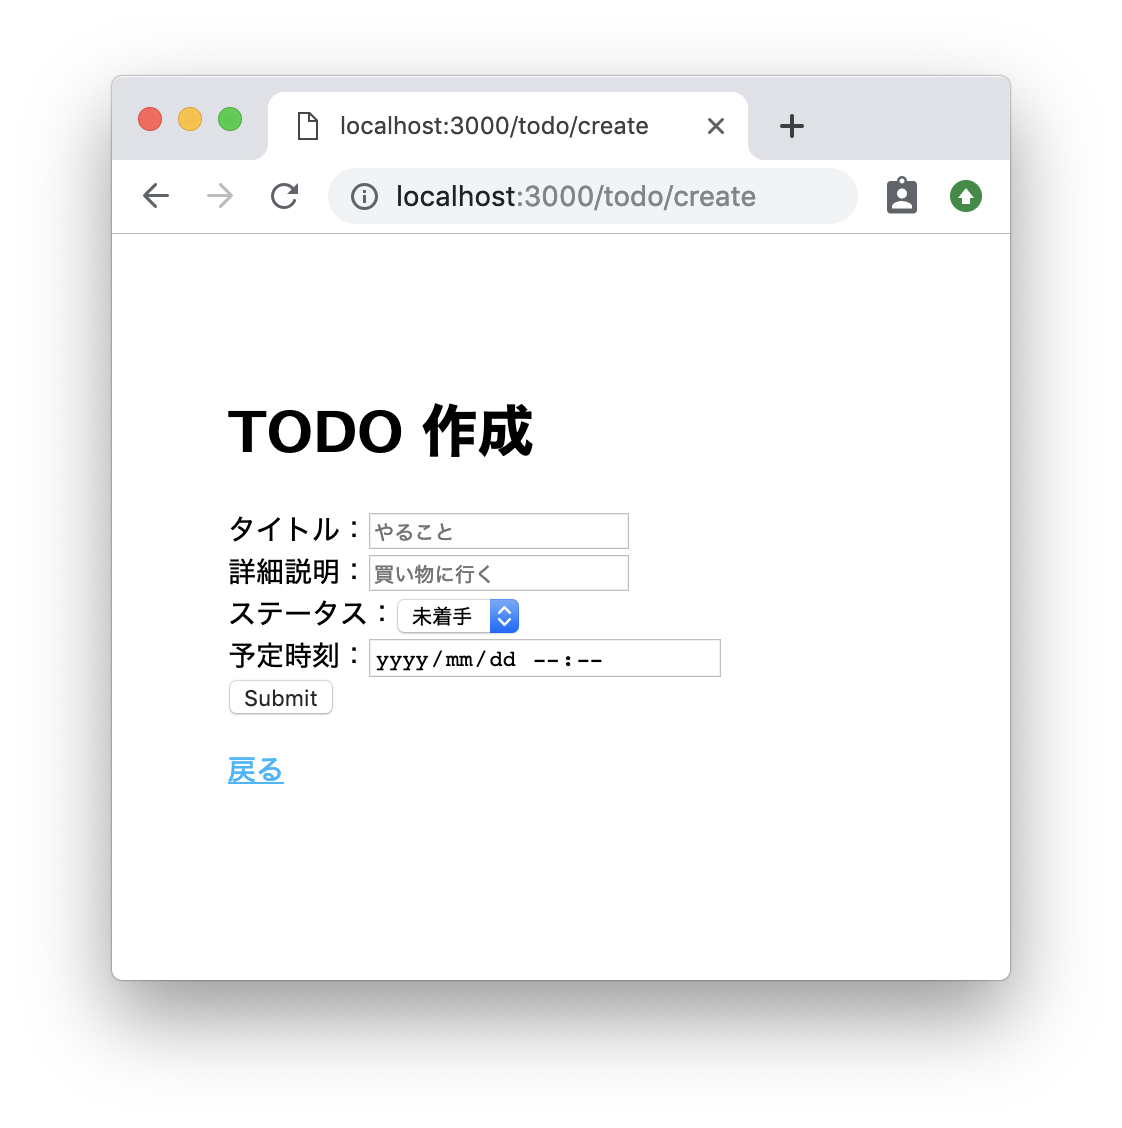 localhost:3000/todo/create
localhost:3000/todo/create
TODO 作成
タイトル：やること
詳細説明：買い物に行く
ステータス：未着手
予定時刻：yyyy/mm/dd --:--
Submit
戻る